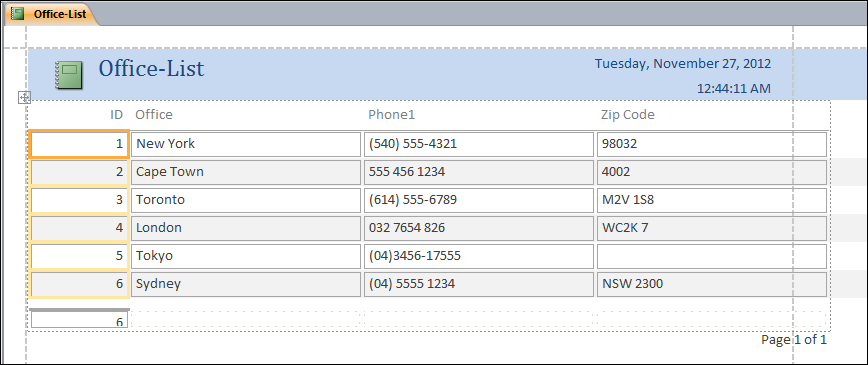 Office-List
Office-List
Tuesday, November 27, 2012
12:44:11 AM
ID Office Phone1 Zip Code
1 New York (540) 555-4321 98032
2 Cape Town 555 456 1234 4002
3 Toronto (614) 555-6789 M2V 1S8
4 London 032 7654 826 WC2K 7
5 Tokyo (04)3456-17555
6 Sydney (04) 5555 1234 NSW 2300
6
Page 1 of 1